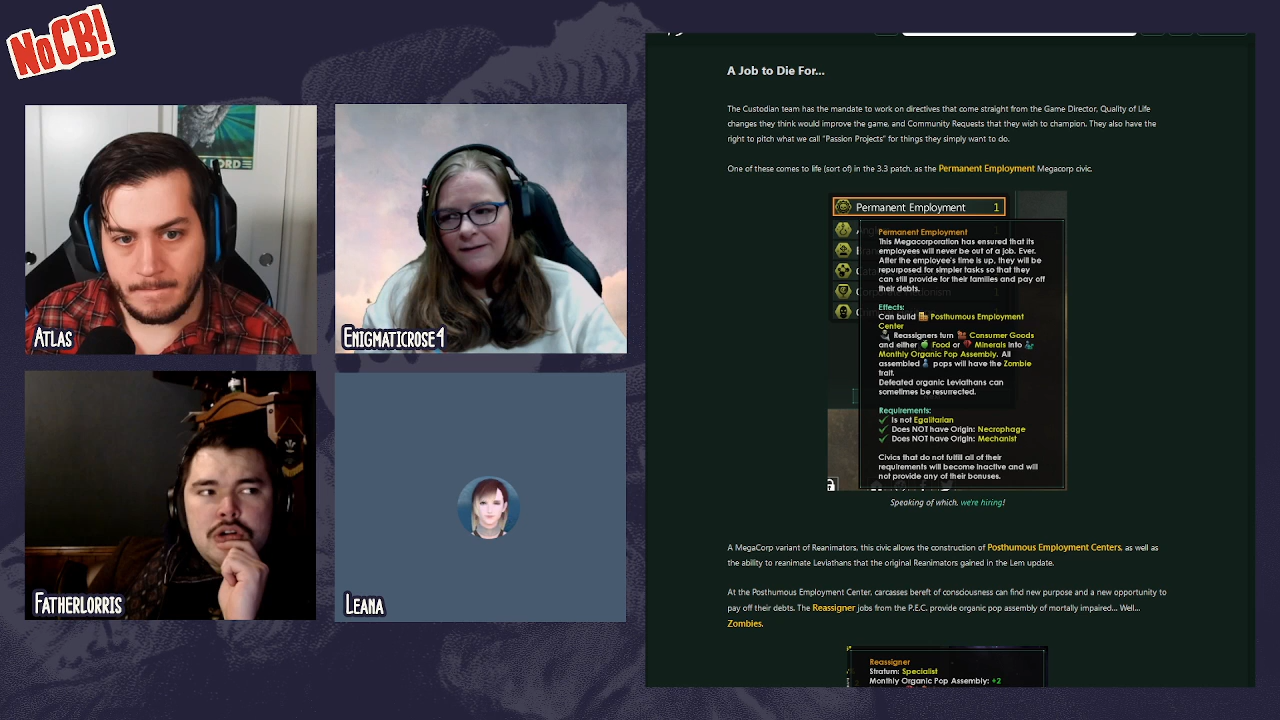 NoCB!
Atlas
Enigmaticrose4
Fatherlorris
Leana
A Job to Die For...
The Custodian team has the mandate to work on directives that come straight from the Game Director, Quality of Life
changes they think would improve the game, and Community Requests that they wish to champion. They also have the
right to pitch what we call "Passion Projects" for things they simply want to do.
One of these comes to life (sort of) in the 3.3 patch, as the Permanent Employment Megacorp civic.
Permanent Employment 1
Permanent Employment
This Megacorporation has ensured that its
employees will never be out of a job. Ever.
After the employee's time is up, they will be
repurposed for simpler tasks so that they
can still provide for their families and pay off
their debts.
Effects:
Can build Posthumous Employment
Center
Reassigners turn Consumer Goods
and either Food or Minerals into
Monthly Organic Pop Assembly. All
assembled pops will have the Zombie
trait.
Defeated organic Leviathans can
sometimes be resurrected.
Requirements:
Is not Egalitarian
Does NOT have Origin: Necrophage
Does NOT have Origin: Mechanist
Civics that do not fulfill all of their
requirements will become inactive and will
not provide any of their bonuses.
Speaking of which, we're hiring!
A MegaCorp variant of Reanimators, this civic allows the construction of Posthumous Employment Centers, as well as
the ability to reanimate Leviathans that the original Reanimators gained in the Lem update.
At the Posthumous Employment Center, carcasses bereft of consciousness can find new purpose and a new opportunity to
pay off their debts. The Reassigner jobs from the P.E.C. provide organic pop assembly of mortally impaired... Well...
Zombies.
Reassigner
Stratum: Specialist
Monthly Organic Pop Assembly: +2